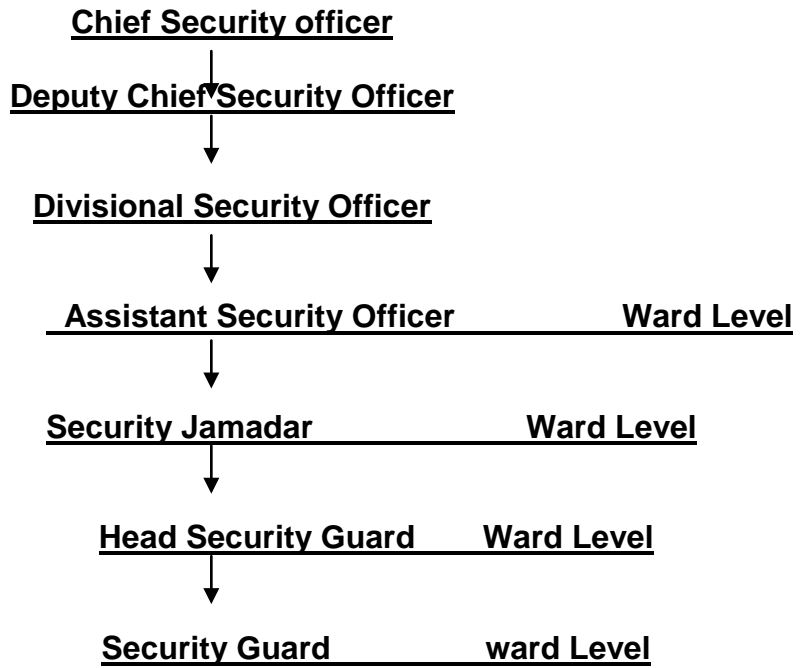 Chief Security officer
Deputy Chief Security Officer
Divisional Security Officer
Assistant Security Officer Ward Level
Security Jamadar Ward Level
Head Security Guard Ward Level
Security Guard ward Level